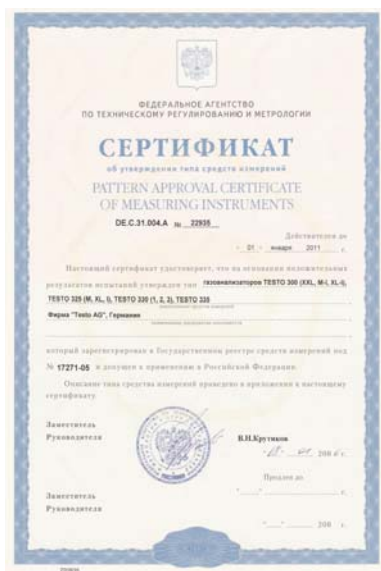 ФЕДЕРАЛЬНОЕ АГЕНТСТВО
ПО ТЕХНИЧЕСКОМУ РЕГУЛИРОВАНИЮ И МЕТРОЛОГИИ
СЕРТИФИКАТ
об утверждении типа средств измерений
PATTERN APPROVAL CERTIFICATE
OF MEASURING INSTRUMENTS
DE.C.31.004.A № 22935
Действителен до
" 01 " января 2011 г.
Настоящий сертификат удостоверяет, что на основании положительных
результатов испытаний утвержден тип газоанализаторов TESTO 300 (XXL, M-I, XL-I),
TESTO 325 (M, XL, I), TESTO 330 (1, 2, 3), TESTO 335
Фирма "Testo AG", Германия
который зарегистрирован в Государственном реестре средств измерений под
№ 17271-05 и допущен к применению в Российской Федерации.
Описание типа средства измерений приведено в приложении к настоящему
сертификату.
Заместитель
Руководителя
В.Н.Крутиков
200 г.
Продлен до
" " г.
Заместитель
Руководителя
" " 200 г.